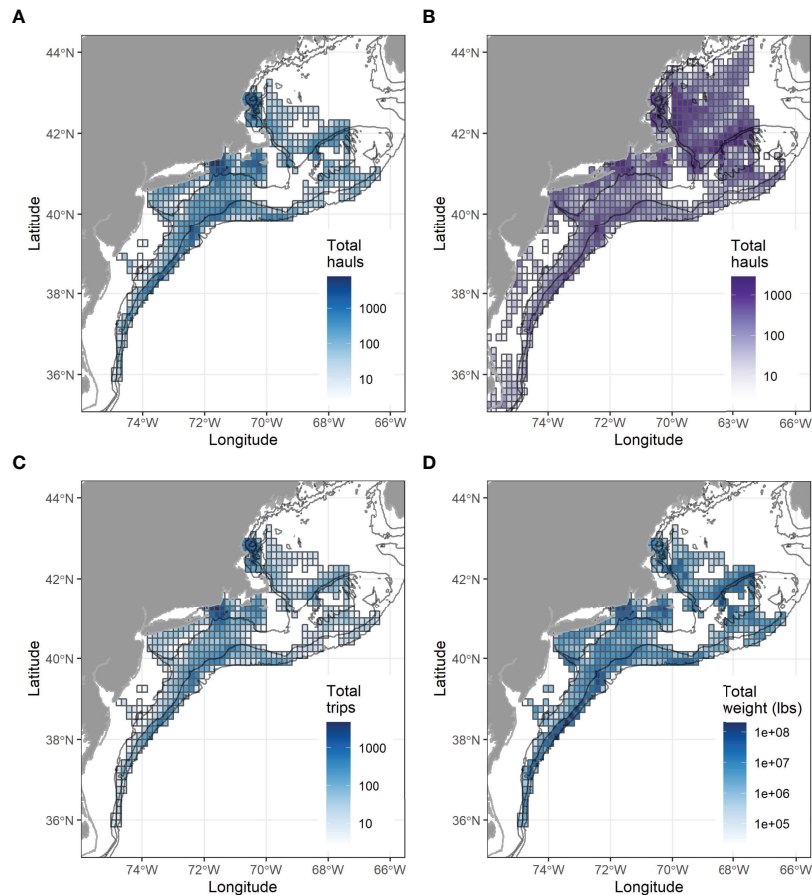 A
B
44°N
42°N
40°N
38°N
36°N
Latitude
Total
hauls
1000
100
10
74°W
72°W
70°W
68°W
66°W
Longitude
44°N
42°N
40°N
38°N
36°N
Latitude
Total
hauls
1000
100
10
74°W
72°W
70°W
63°W
66°W
Longitude
C
D
44°N
42°N
40°N
38°N
36°N
Latitude
Total
trips
1000
100
10
74°W
72°W
70°W
68°W
66°W
Longitude
44°N
42°N
40°N
38°N
36°N
Latitude
Total
weight (lbs)
1e+08
1e+07
1e+06
1e+05
74°W
72°W
70°W
68°W
66°W
Longitude